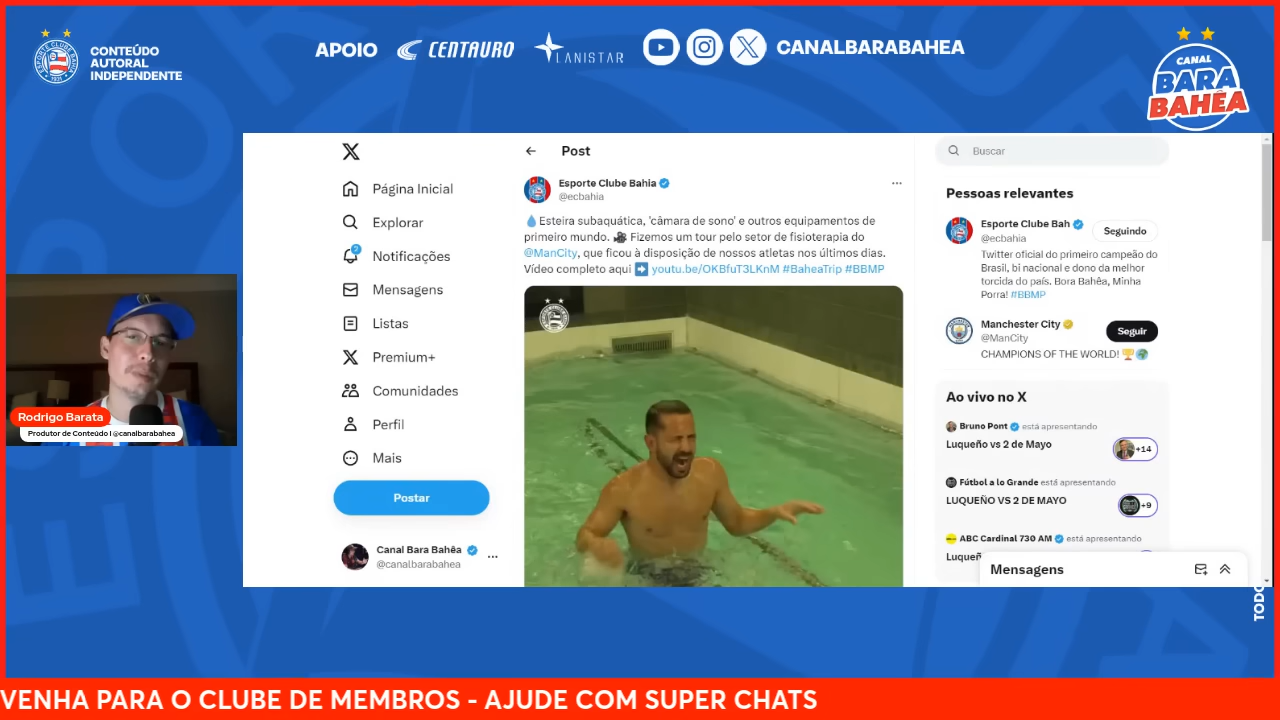 CONTEÚDO
AUTORAL
INDEPENDENTE
APOIO
CENTAURO
LANISTAR
CANALBARABAHEA
CANAL
BARA
BAHÊA
Rodrigo Barata
Produtor de Conteúdo | @canalbarabahea
Página Inicial
Explorar
2
Notificações
Mensagens
Listas
Premium+
Comunidades
Perfil
Mais
Postar
Canal Bara Bahêa
@canalbarabahea
Post
Esporte Clube Bahia
@ecbahia
💧Esteira subaquática, 'câmara de sono' e outros equipamentos de
primeiro mundo. 🎥 Fizemos um tour pelo setor de fisioterapia do
@ManCity, que ficou à disposição de nossos atletas nos últimos dias.
Vídeo completo aqui ➡️ youtu.be/OKBfuT3LKnM #BaheaTrip #BBMP
Buscar
Pessoas relevantes
Esporte Clube Bah
@ecbahia
Seguindo
Twitter oficial do primeiro campeão do
Brasil, bi nacional e dono da melhor
torcida do país. Bora Bahêa, Minha
Porra! #BBMP
Manchester City
@ManCity
Seguir
CHAMPIONS OF THE WORLD! 🏆🌍
Ao vivo no X
Bruno Pont está apresentando
Luqueño vs 2 de Mayo
+14
Fútbol a lo Grande está apresentando
LUQUEÑO VS 2 DE MAYO
+9
ABC Cardinal 730 AM está apresentando
Luqueñ
Mensagens
TODO
VENHA PARA O CLUBE DE MEMBROS - AJUDE COM SUPER CHATS